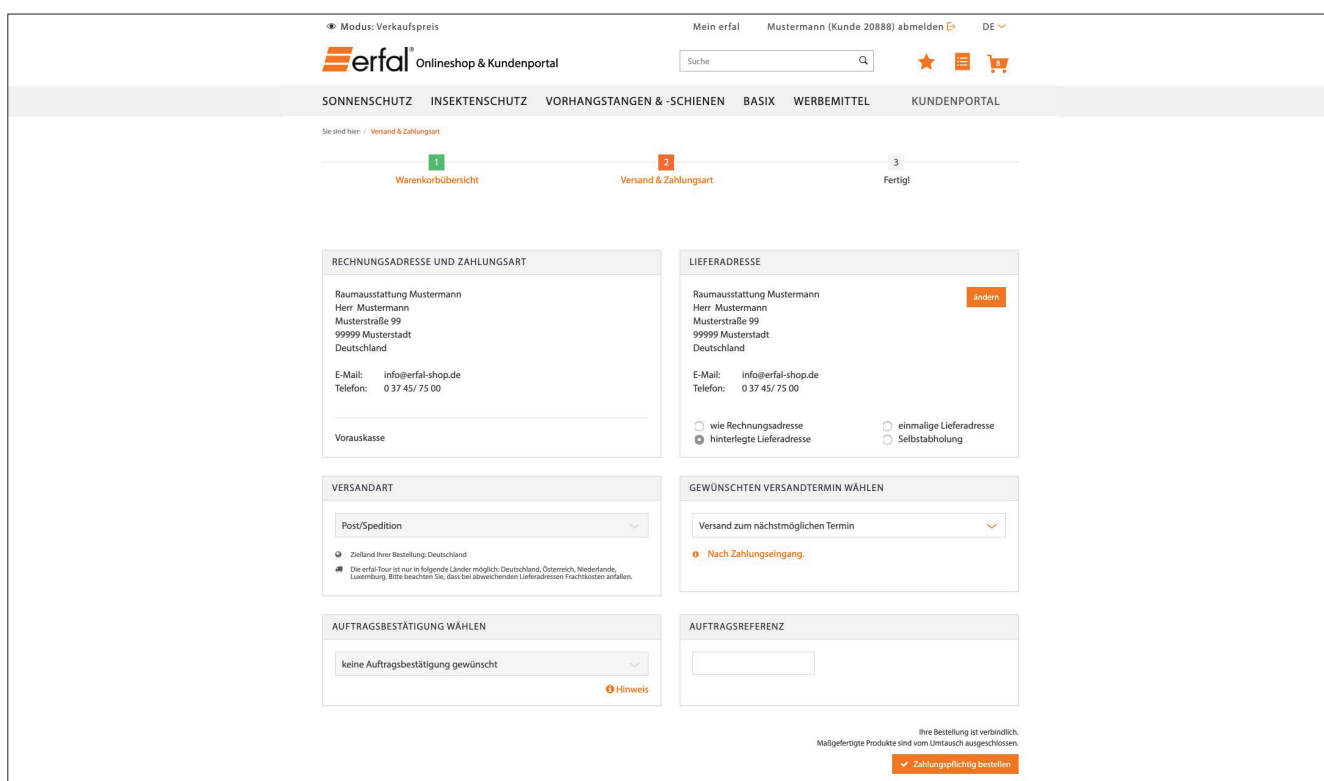 Modus: Verkaufspreis Mein erfal Mustermann (Kunde 20888) abmelden DE
erfal® Onlineshop & Kundenportal Suche 8
SONNENSCHUTZ INSEKTENSCHUTZ VORHANGSTANGEN & -SCHIENEN BASIX WERBEMITTEL KUNDENPORTAL
Sie sind hier: / Versand & Zahlungsart
1 2 3
Warenkorbübersicht Versand & Zahlungsart Fertig!
RECHNUNGSADRESSE UND ZAHLUNGSART
Raumausstattung Mustermann
Herr Mustermann
Musterstraße 99
99999 Musterstadt
Deutschland
E-Mail: info@erfal-shop.de
Telefon: 0 37 45/ 75 00
Vorauskasse
LIEFERADRESSE
Raumausstattung Mustermann
ändern
Herr Mustermann
Musterstraße 99
99999 Musterstadt
Deutschland
E-Mail: info@erfal-shop.de
Telefon: 0 37 45/ 75 00
wie Rechnungsadresse einmalige Lieferadresse
hinterlegte Lieferadresse Selbstabholung
VERSANDART
Post/Spedition
Zielland Ihrer Bestellung: Deutschland
Die erfal-Tour ist nur in folgende Länder möglich: Deutschland, Österreich, Niederlande,
Luxemburg. Bitte beachten Sie, dass bei abweichenden Lieferadressen Frachtkosten anfallen.
GEWÜNSCHTEN VERSANDTERMIN WÄHLEN
Versand zum nächstmöglichen Termin
Nach Zahlungseingang.
AUFTRAGSBESTÄTIGUNG WÄHLEN
keine Auftragsbestätigung gewünscht
Hinweis
AUFTRAGSREFERENZ
Ihre Bestellung ist verbindlich.
Maßgefertigte Produkte sind vom Umtausch ausgeschlossen.
Zahlungspflichtig bestellen